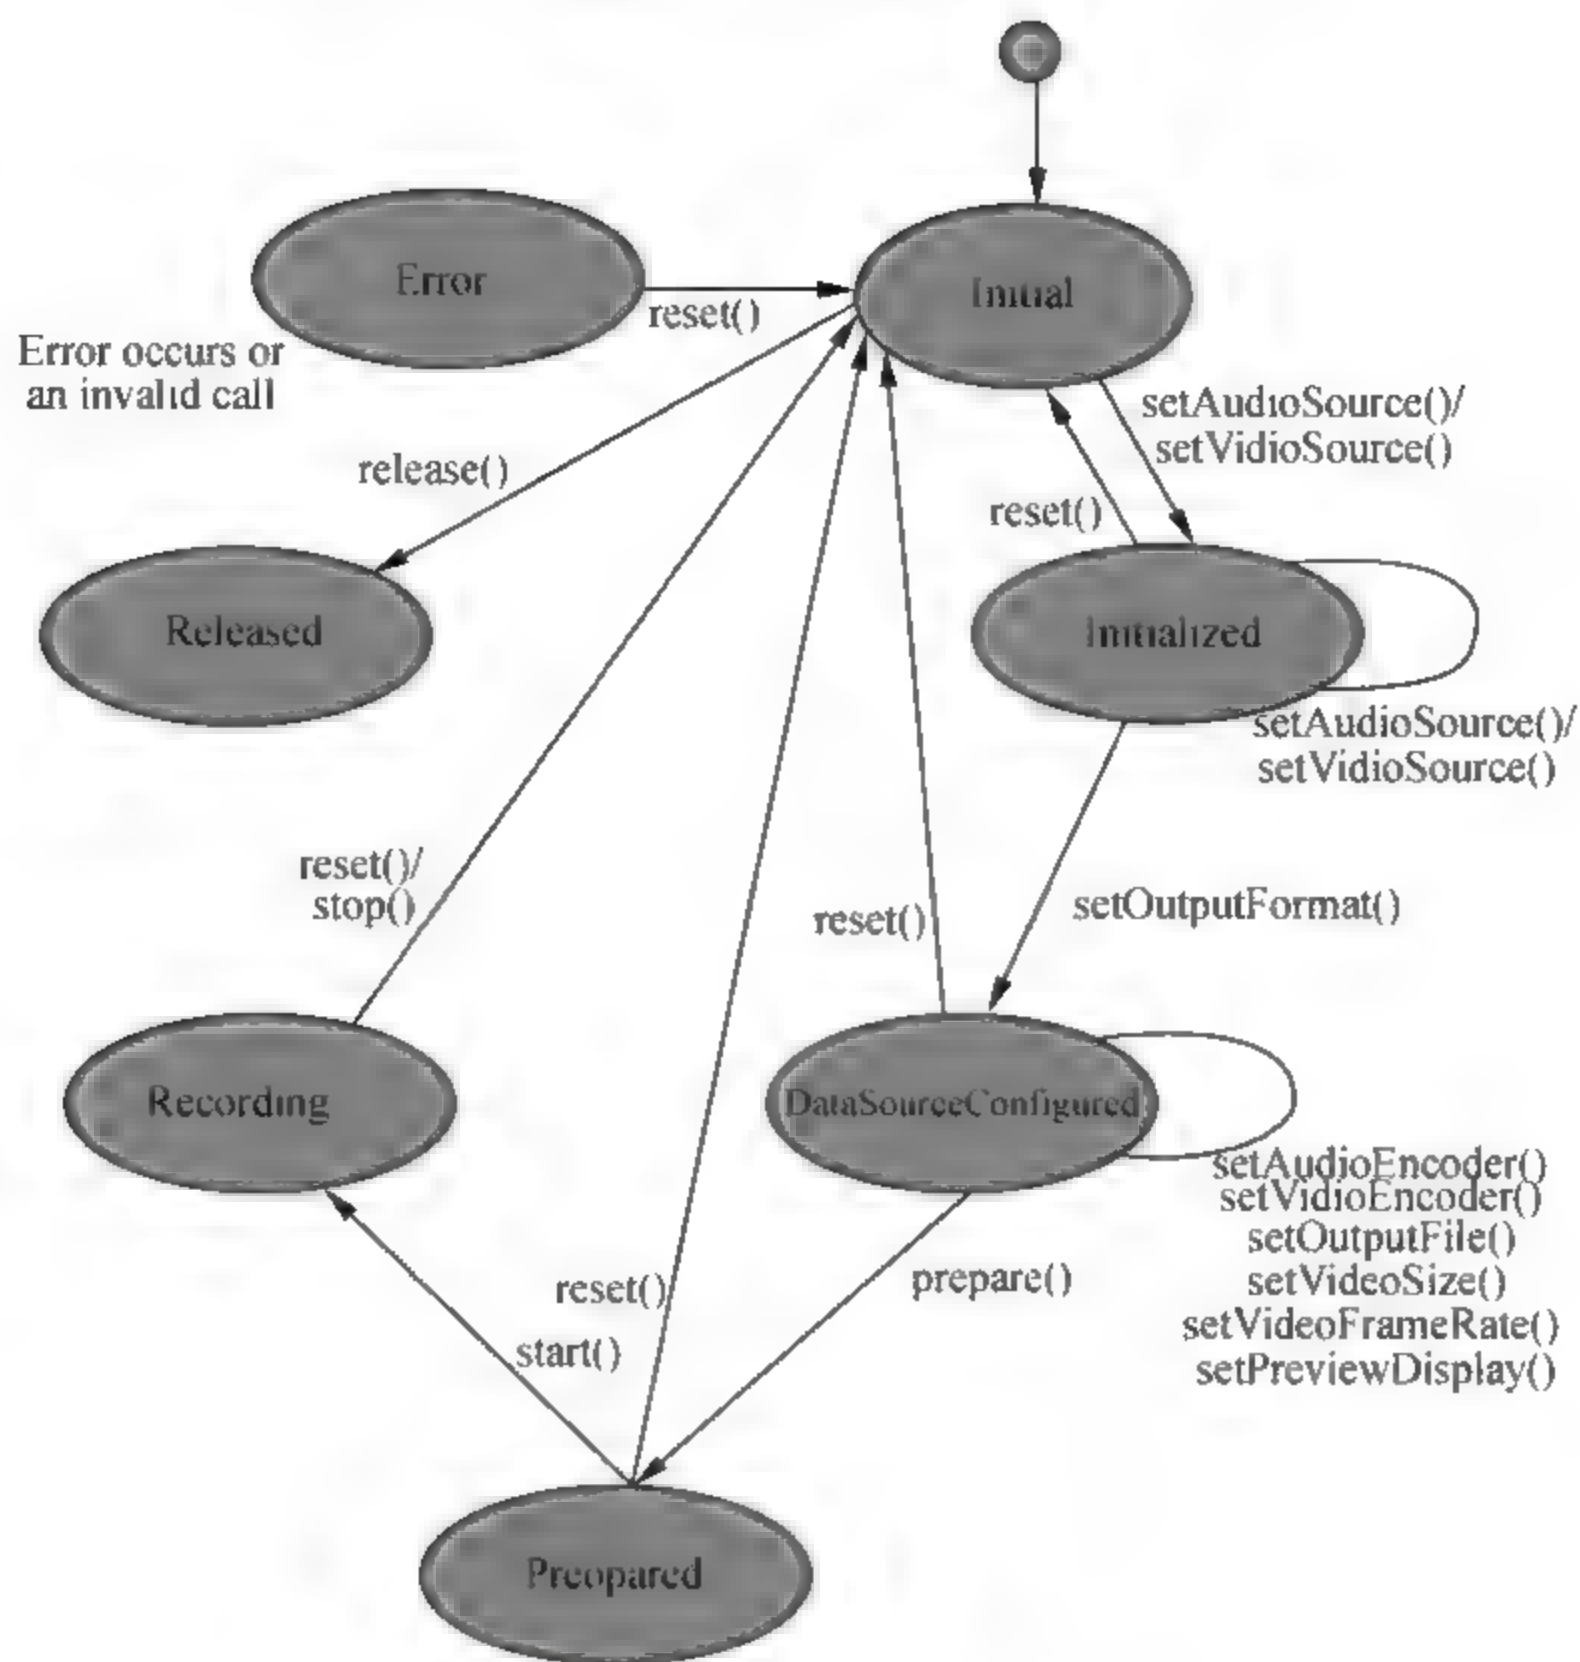 Error
Initial
reset()
Error occurs or
an invalid call
setAudioSource()/
setVidioSource()
release()
reset()
Released
Initialized
setAudioSource()/
setVidioSource()
reset()/
stop()
reset()
setOutputFormat()
Recording
DataSourceConfigured
setAudioEncoder()
setVidioEncoder()
setOutputFile()
setVideoSize()
setVideoFrameRate()
setPreviewDisplay()
reset()
prepare()
start()
Preopared